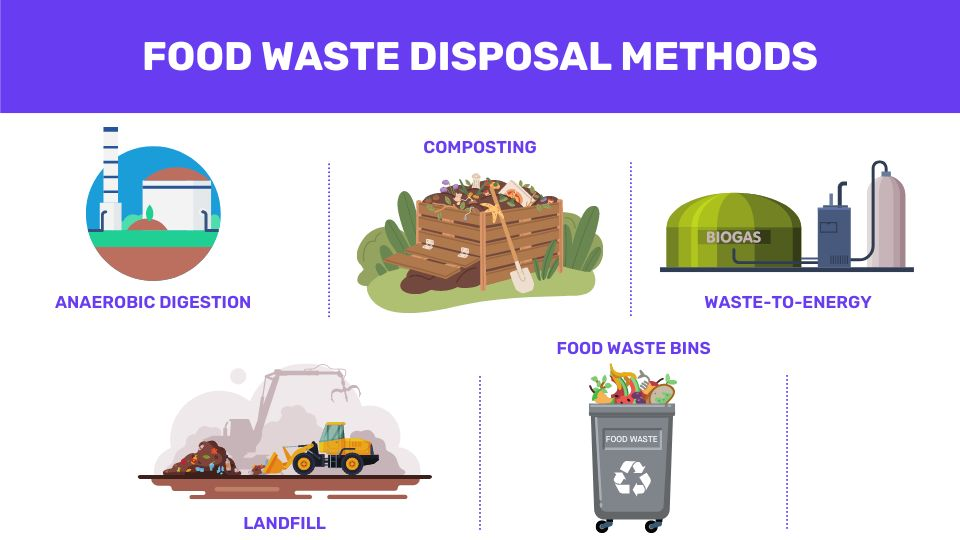 FOOD WASTE DISPOSAL METHODS
COMPOSTING
BIOGAS
ANAEROBIC DIGESTION
WASTE-TO-ENERGY
FOOD WASTE BINS
FOOD WASTE
LANDFILL